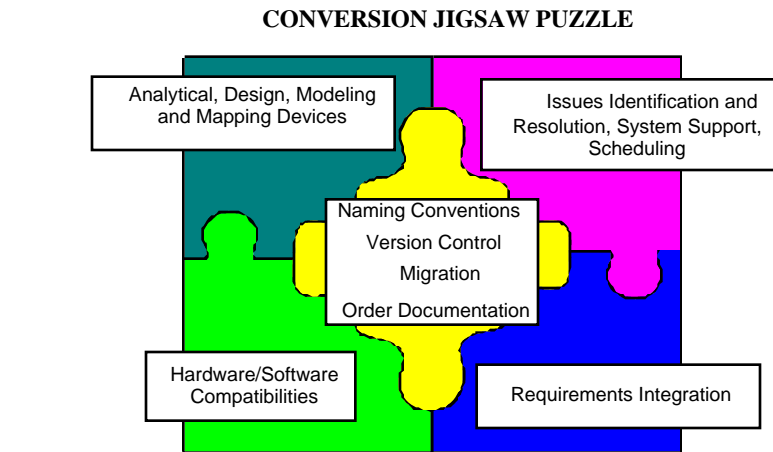 CONVERSION JIGSAW PUZZLE
Analytical, Design, Modeling
and Mapping Devices
Issues Identification and
Resolution, System Support,
Scheduling
Naming Conventions
Version Control
Migration
Order Documentation
Hardware/Software
Compatibilities
Requirements Integration